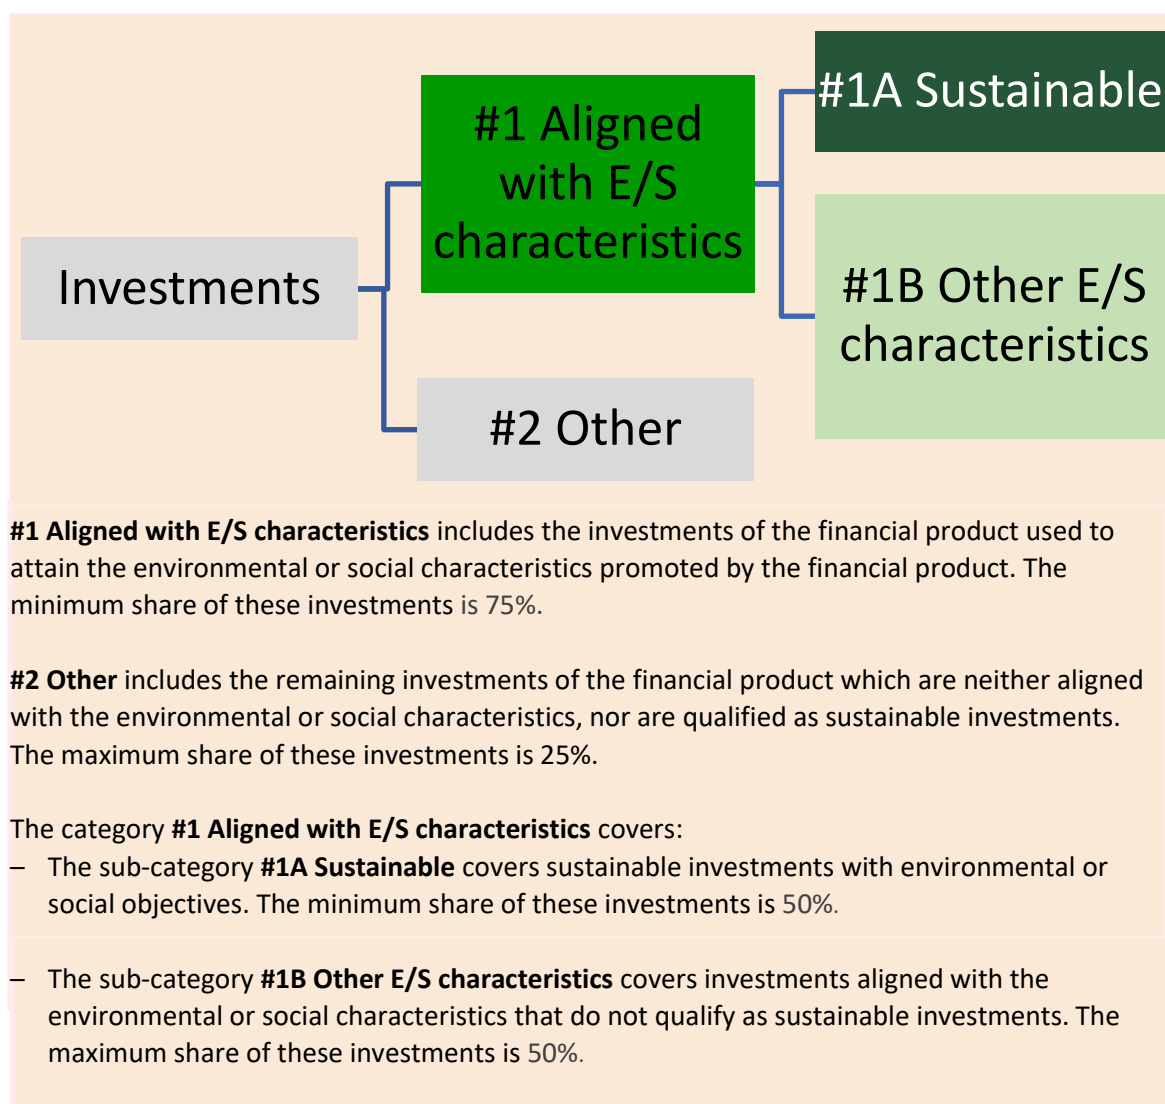 #1A Sustainable
#1 Aligned
with E/S
characteristics
Investments
#1B Other E/S
characteristics
#2 Other
#1 Aligned with E/S characteristics includes the investments of the financial product used to
attain the environmental or social characteristics promoted by the financial product. The
minimum share of these investments is 75%.
#2 Other includes the remaining investments of the financial product which are neither aligned
with the environmental or social characteristics, nor are qualified as sustainable investments.
The maximum share of these investments is 25%.
The category #1 Aligned with E/S characteristics covers:
– The sub-category #1A Sustainable covers sustainable investments with environmental or
social objectives. The minimum share of these investments is 50%.
– The sub-category #1B Other E/S characteristics covers investments aligned with the
environmental or social characteristics that do not qualify as sustainable investments. The
maximum share of these investments is 50%.